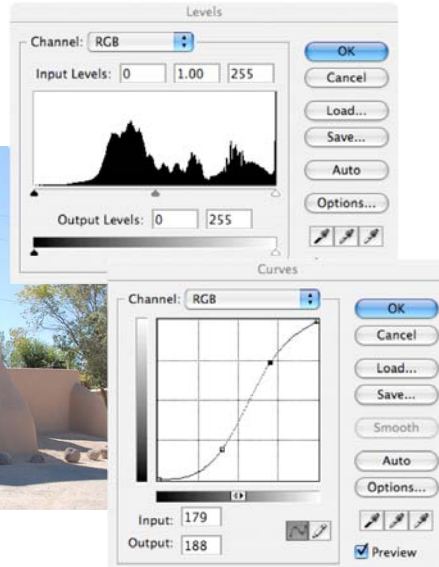 Levels
Channel: RGB
OK
Input Levels: 0 1.00 255
Cancel
Load...
Save...
Auto
Options...
Output Levels: 0 255
Curves
Channel: RGB
OK
Cancel
Load...
Save...
Smooth
Auto
Options...
Input: 179
Output: 188
Preview